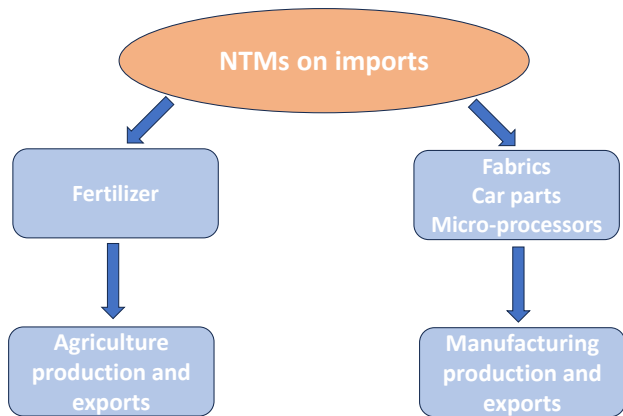 NTMs on imports
Fertilizer
Fabrics
Car parts
Micro-processors
Agriculture
production and
exports
Manufacturing
production and
exports